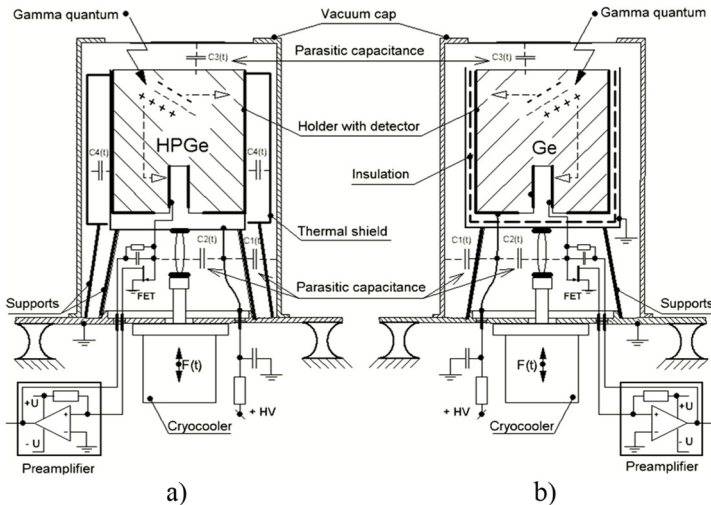 Gamma quantum
Vacuum cap
Gamma quantum
Parasitic capacitance
C3(t)
C3(t)
Holder with detector
HPGe
Ge
C4(t)
C4(t)
Insulation
Thermal shield
C2(t)
C1(t)
C1(t)
C2(t)
Parasitic capacitance
FET
FET
Supports
Supports
F(t)
F(t)
+ HV
+ HV
Cryocooler
Cryocooler
+U
- U
+
-
+U
- U
+
-
Preamplifier
Preamplifier
a)
b)